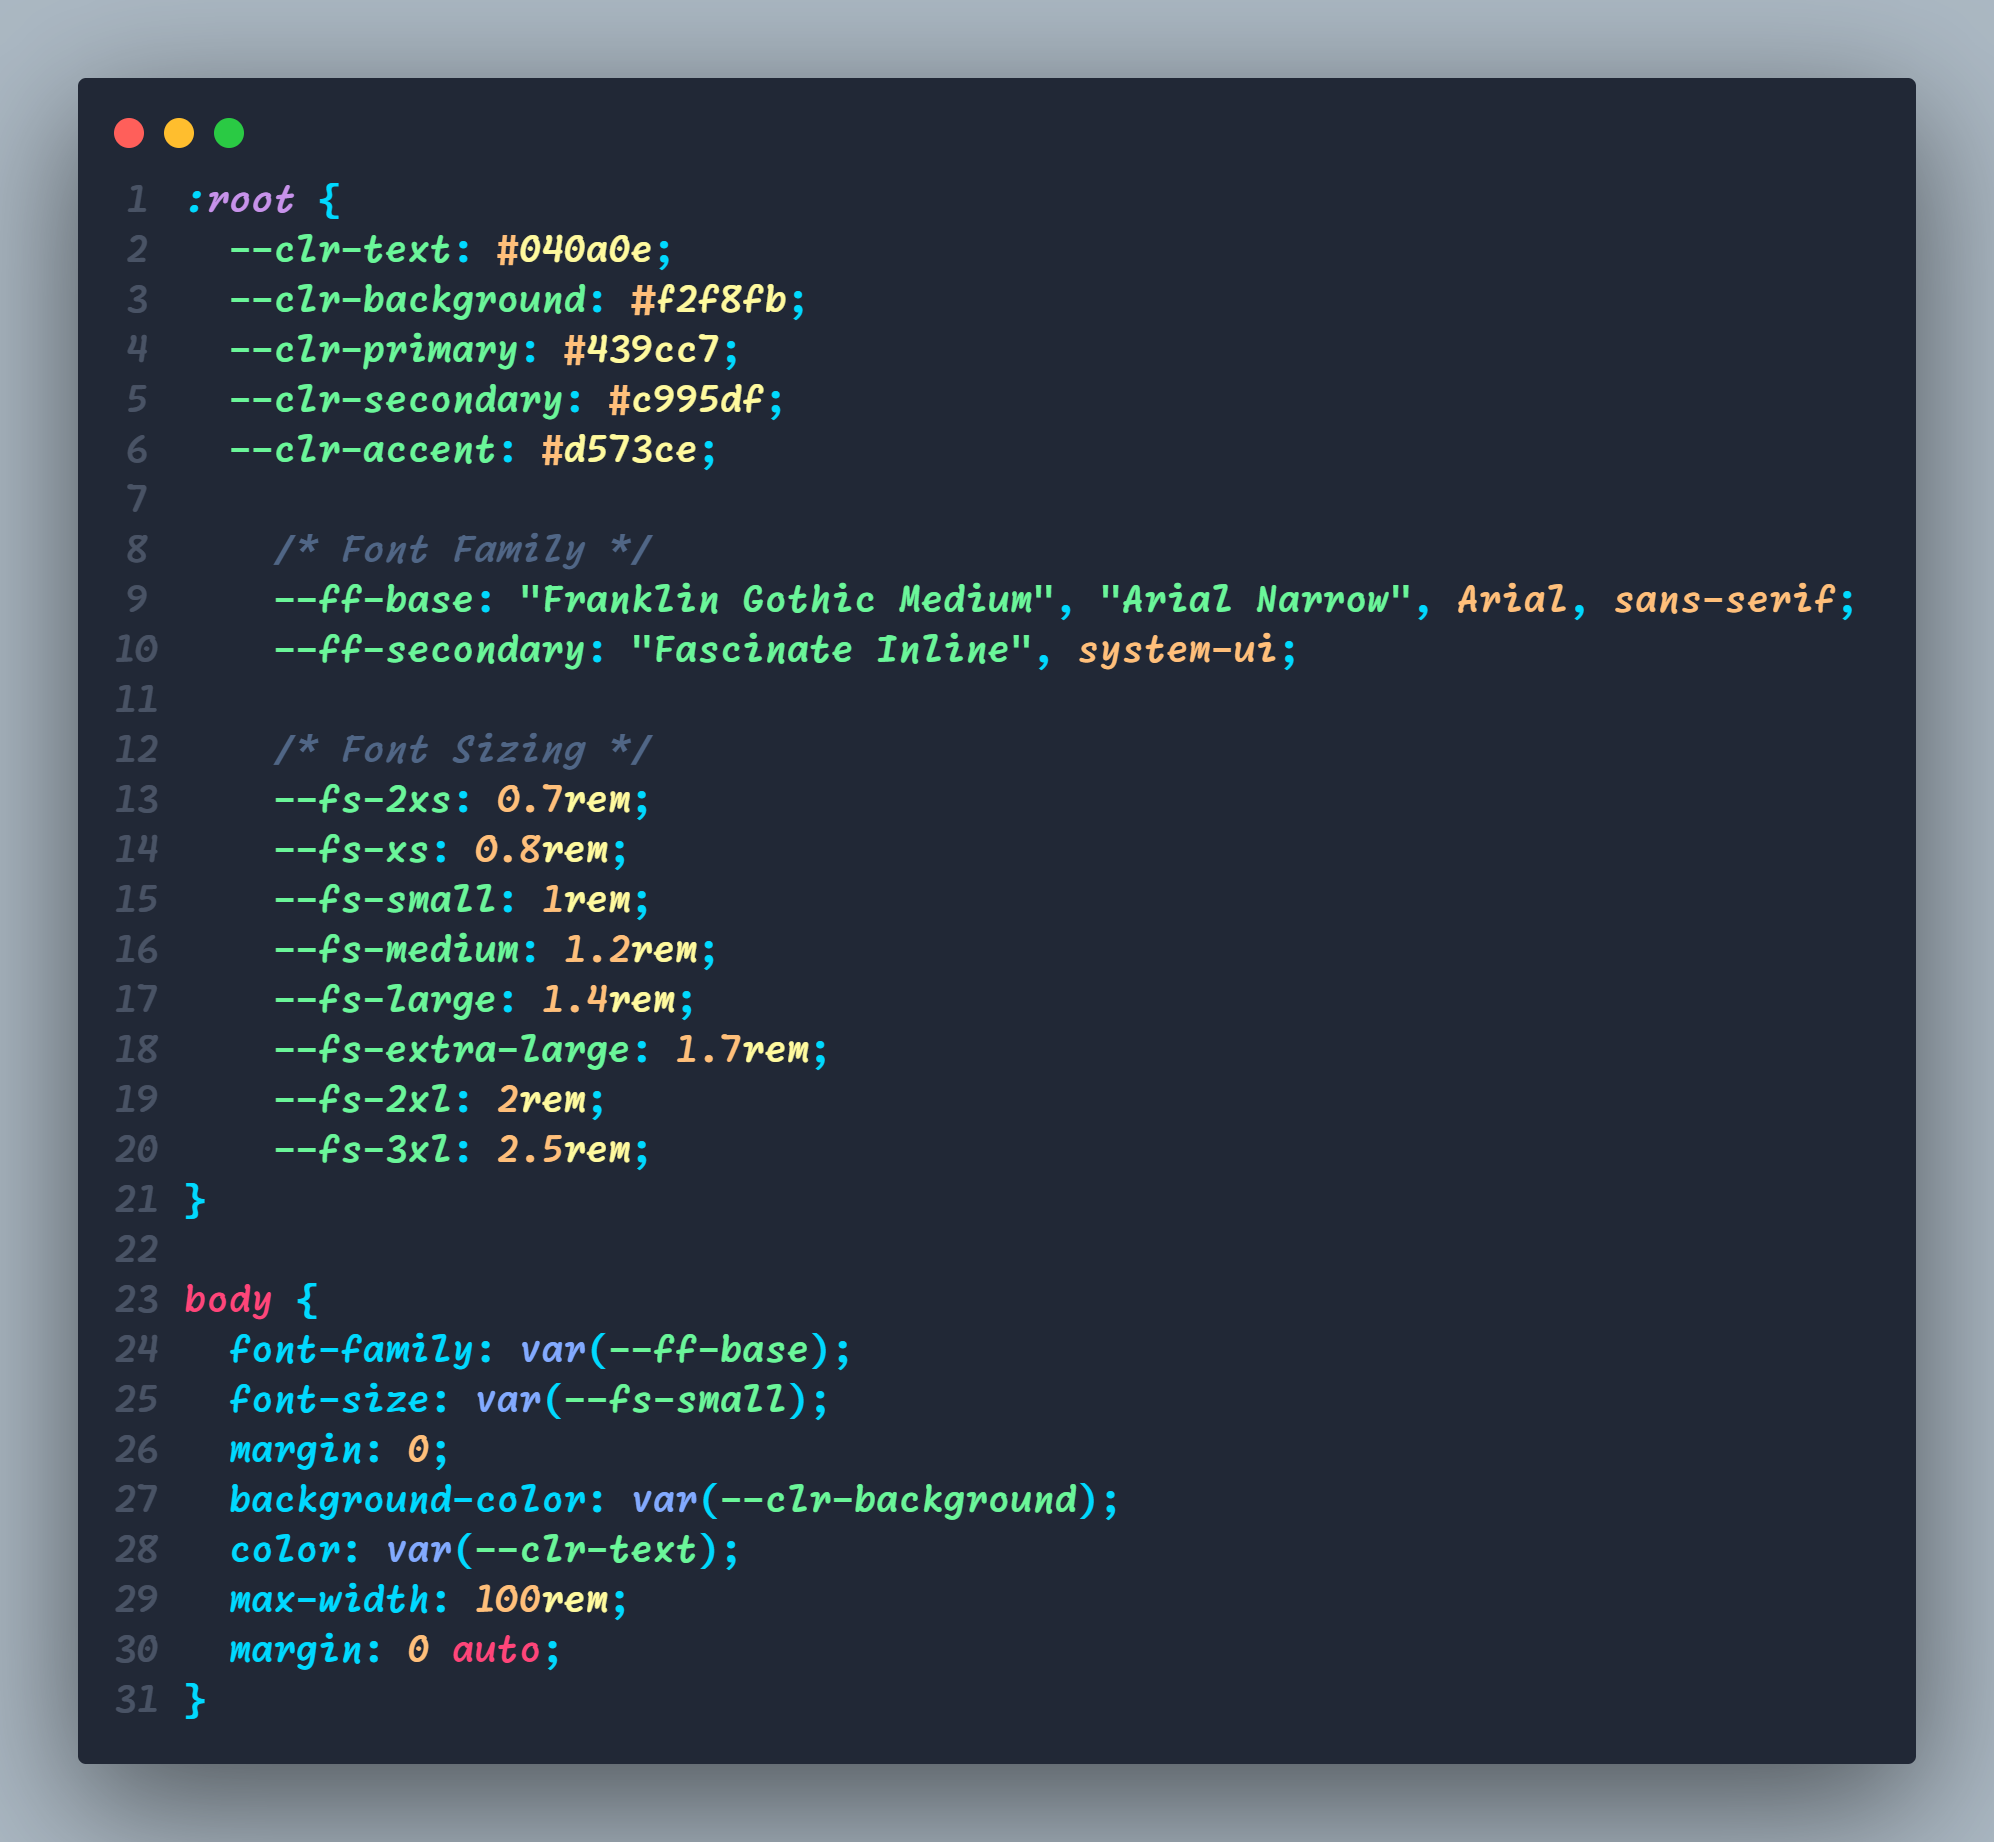 1 :root {
2   --clr-text: #040a0e;
3   --clr-background: #f2f8fb;
4   --clr-primary: #439cc7;
5   --clr-secondary: #c995df;
6   --clr-accent: #d573ce;
7
8     /* Font Family */
9     --ff-base: "Franklin Gothic Medium", "Arial Narrow", Arial, sans-serif;
10     --ff-secondary: "Fascinate Inline", system-ui;
11
12     /* Font Sizing */
13     --fs-2xs: 0.7rem;
14     --fs-xs: 0.8rem;
15     --fs-small: 1rem;
16     --fs-medium: 1.2rem;
17     --fs-large: 1.4rem;
18     --fs-extra-large: 1.7rem;
19     --fs-2xl: 2rem;
20     --fs-3xl: 2.5rem;
21 }
22
23 body {
24   font-family: var(--ff-base);
25   font-size: var(--fs-small);
26   margin: 0;
27   background-color: var(--clr-background);
28   color: var(--clr-text);
29   max-width: 100rem;
30   margin: 0 auto;
31 }